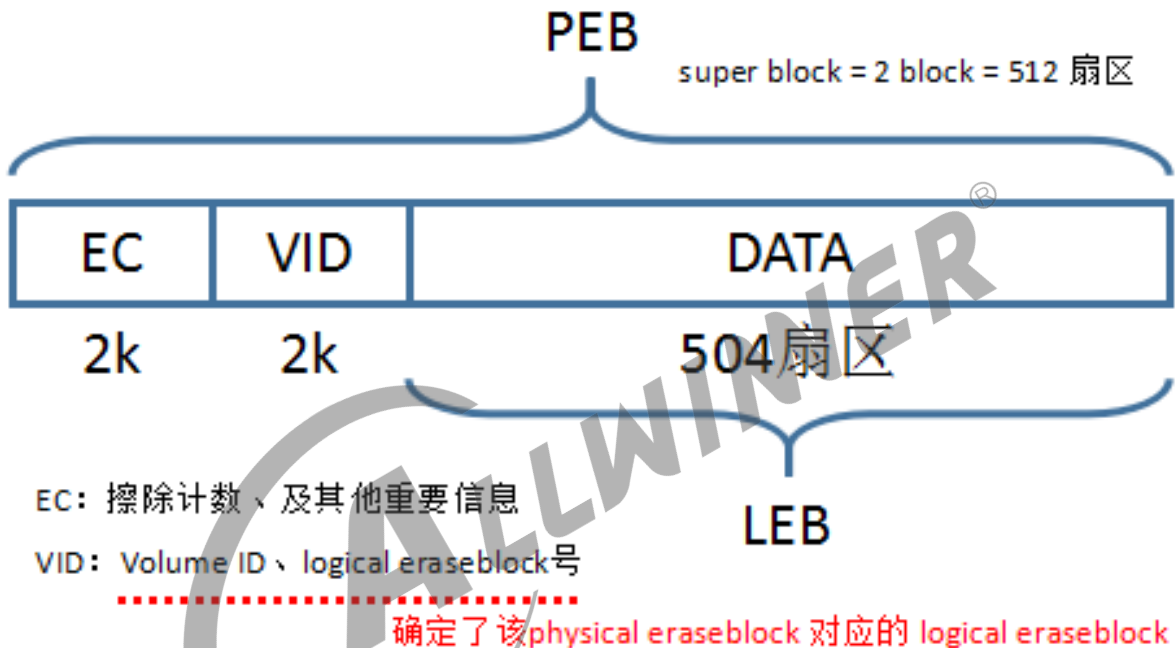 PEB
super block = 2 block = 512 扇区
EC
VID
DATA
2k
2k
504扇区
EC：擦除计数、及其他重要信息
LEB
VID：Volume ID、logical eraseblock号
确定了该physical eraseblock 对应的 logical eraseblock
ALLWINNER®